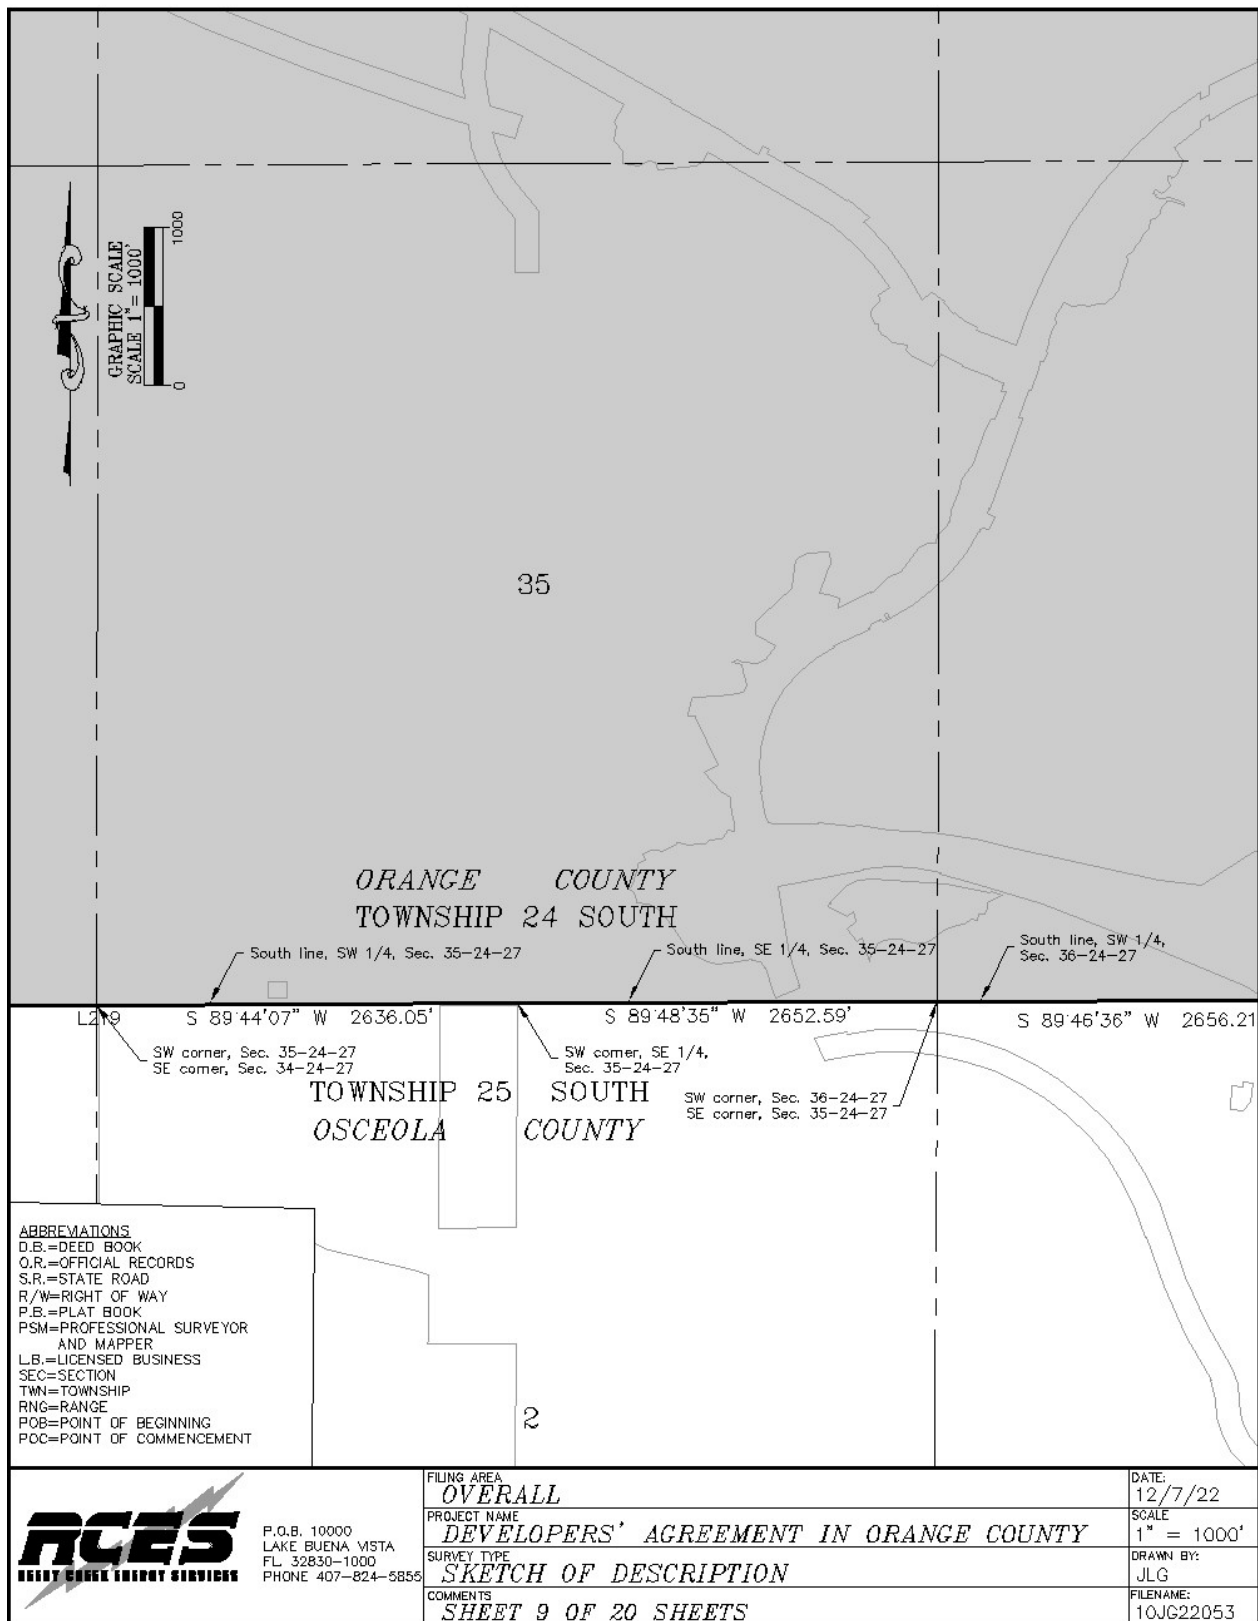 1000
GRAPHIC SCALE
SCALE 1"= 1000'
0
35
ORANGE COUNTY
TOWNSHIP 24 SOUTH
South line, SW 1/4, Sec. 35-24-27
South line, SE 1/4, Sec. 35-24-27
South line, SW 1/4,
Sec. 36-24-27
L219
S 89°44'07" W 2636.05'
S 89°48'35" W 2652.59'
S 89°46'36" W 2656.21
SW corner, Sec. 35-24-27
SE corner, Sec. 34-24-27
SW corner, SE 1/4,
Sec. 35-24-27
SW corner, Sec. 36-24-27
SE corner, Sec. 35-24-27
TOWNSHIP 25 SOUTH
OSCEOLA COUNTY
ABBREVIATIONS
D.B.=DEED BOOK
O.R.=OFFICIAL RECORDS
S.R.=STATE ROAD
R/W=RIGHT OF WAY
P.B.=PLAT BOOK
PSM=PROFESSIONAL SURVEYOR
AND MAPPER
L.B.=LICENSED BUSINESS
SEC=SECTION
TWN=TOWNSHIP
RNG=RANGE
POB=POINT OF BEGINNING
POC=POINT OF COMMENCEMENT
2
RCES
REEDY CREEK ENERGY SERVICES
P.O.B. 10000
LAKE BUENA VISTA
FL 32830-1000
PHONE 407-824-5855
FILING AREA
OVERALL
PROJECT NAME
DEVELOPERS' AGREEMENT IN ORANGE COUNTY
SURVEY TYPE
SKETCH OF DESCRIPTION
COMMENTS
SHEET 9 OF 20 SHEETS
DATE:
12/7/22
SCALE
1" = 1000'
DRAWN BY:
JLG
FILENAME:
10JG22053